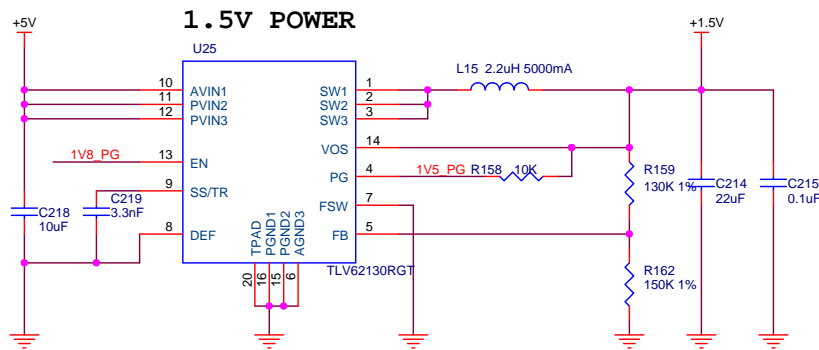 1.5V POWER
+5V
+1.5V
U25
L15 2.2uH 5000mA
10 AVIN1 SW1 1
11 PVIN2 SW2 2
12 PVIN3 SW3 3
VOS 14
1V8_PG 13 EN
PG 4 1V5_PG R158 10K
9 SS/TR
FSW 7
8 DEF
FB 5
C218
10uF
C219
3.3nF
TPAD PGND1 PGND2 AGND3
20 16 15 6
TLV62130RGT
R159
130K 1%
R162
150K 1%
C214
22uF
C215
0.1uF